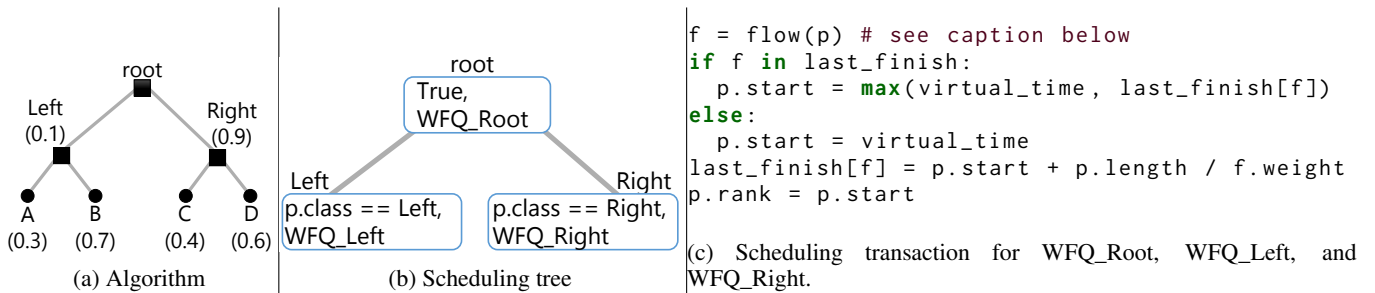 root
Left
(0.1)
Right
(0.9)
A
B
C
D
(0.3)
(0.7)
(0.4)
(0.6)
(a) Algorithm
root
True,
WFQ_Root
Left
Right
p.class == Left,
WFQ_Left
p.class == Right,
WFQ_Right
(b) Scheduling tree
f = flow(p) # see caption below
if f in last_finish:
  p.start = max(virtual_time, last_finish[f])
else:
  p.start = virtual_time
last_finish[f] = p.start + p.length / f.weight
p.rank = p.start
(c) Scheduling transaction for WFQ_Root, WFQ_Left, and
WFQ_Right.